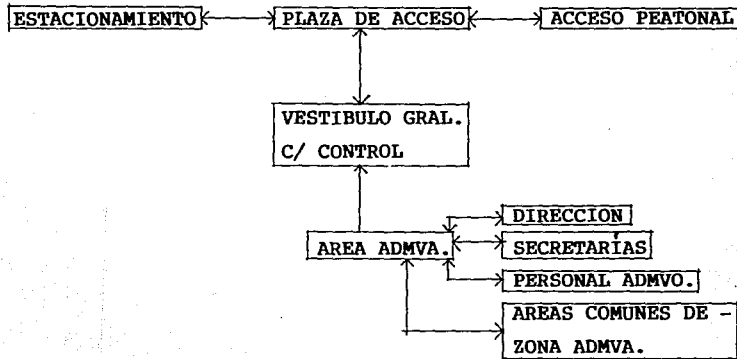 ESTACIONAMIENTO PLAZA DE ACCESO ACCESO PEATONAL
VESTIBULO GRAL.
C/ CONTROL
DIRECCION
AREA ADMVA. SECRETARÍAS
PERSONAL ADMVO.
AREAS COMUNES DE -
ZONA ADMVA.